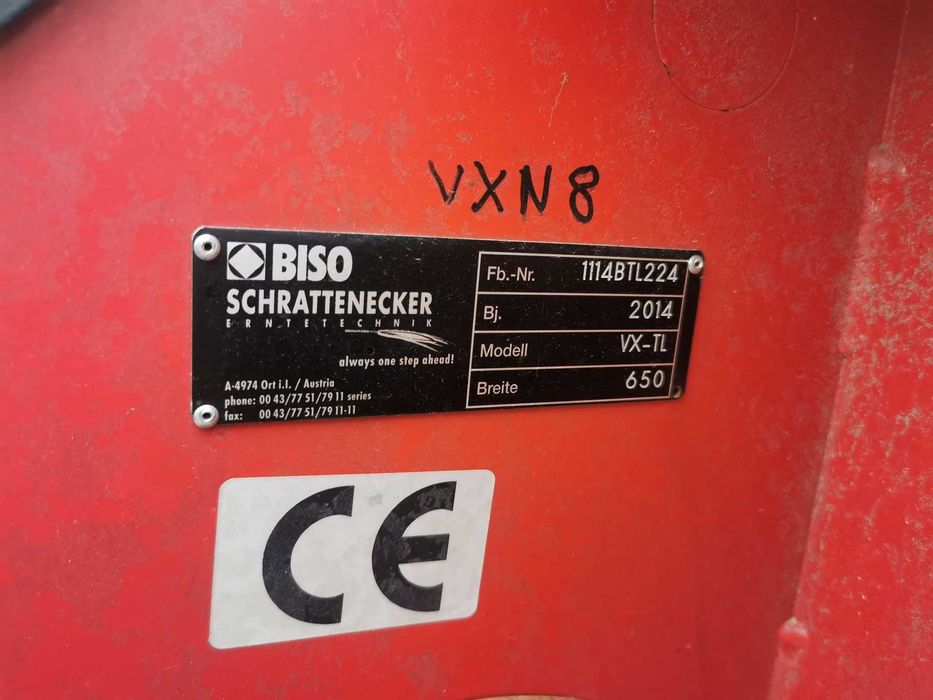 VXN8
BISO
SCHRATTENECKER
ERNTETECHNIK
always one step ahead!
A-4974 Ort i.I. / Austria
phone: 00 43/77 51/79 11 series
fax: 00 43/77 51/79 11-11
Fb.-Nr. 1114BTL224
Bj. 2014
Modell VX-TL
Breite 650
CE